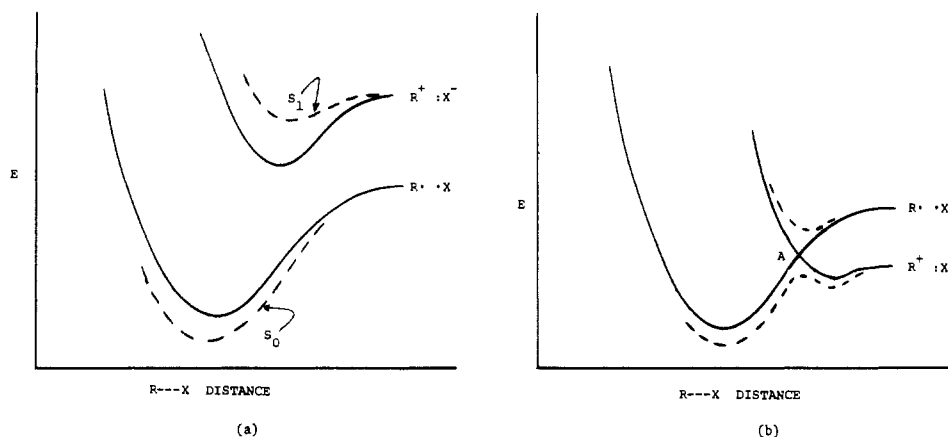 S1
R+ :X-
E
R· ·X
S0
R---X DISTANCE
(a)
E
R· ·X
A
R+ :X
R---X DISTANCE
(b)